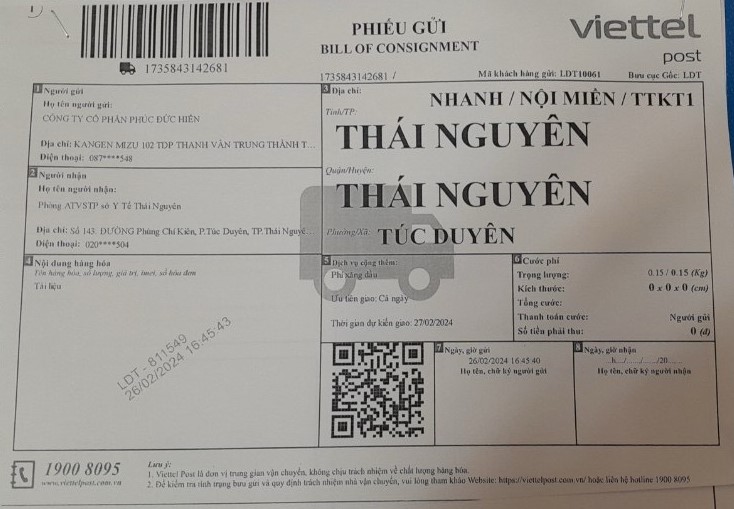 PHIẾU GỬI
BILL OF CONSIGNMENT
viettel
post
1735843142681
1735843142681 /
Mã khách hàng gửi: LDT10061
Bưu cục Gốc: LDT
1 Người gửi
Họ tên người gửi:
CÔNG TY CỔ PHẦN PHÚC ĐỨC HIỀN
Địa chỉ: KANGEN MIZU 102 TDP THANH VÂN TRUNG THÀNH T...
Điện thoại: 087****548
2 Người nhận
Họ tên người nhận:
Phòng ATVSTP sở Y Tế Thái Nguyên
Địa chỉ: Số 143. ĐƯỜNG Phùng Chí Kiên, P.Túc Duyên, TP.Thái Nguyê...
Điện thoại: 020****504
3 Địa chỉ:
NHANH / NỘI MIỀN / TTKT1
Tỉnh/TP:
THÁI NGUYÊN
Quận/Huyện:
THÁI NGUYÊN
Phường/Xã: TÚC DUYÊN
4 Nội dung hàng hóa
Tên hàng hóa, số lượng, giá trị, imei, số hóa đơn
Tài liệu
LDT - 811549
26/02/2024 16:45:43
5 Dịch vụ cộng thêm:
Phí xăng dầu
Ưu tiên giao: Cả ngày
Thời gian dự kiến giao: 27/02/2024
6 Cước phí
Trọng lượng: 0.15 / 0.15 (Kg)
Kích thước: 0 x 0 x 0 (cm)
Tổng cước:
Thanh toán cước: Người gửi
Số tiền phải thu: 0 (đ)
7 Ngày, giờ gửi
26/02/2024 16:45:40
Họ tên, chữ ký người gửi
8 Ngày, giờ nhận
h...../...../20....
Họ tên, chữ ký người nhận
1900 8095
www.viettelpost.com.vn
Lưu ý:
1. Viettel Post là đơn vị trung gian vận chuyển, không chịu trách nhiệm về chất lượng hàng hóa.
2. Để kiểm tra tình trạng bưu gửi và quy định trách nhiệm nhà vận chuyển, vui lòng tham khảo Website: https://viettelpost.com.vn/ hoặc liên hệ hotline 1900 8095